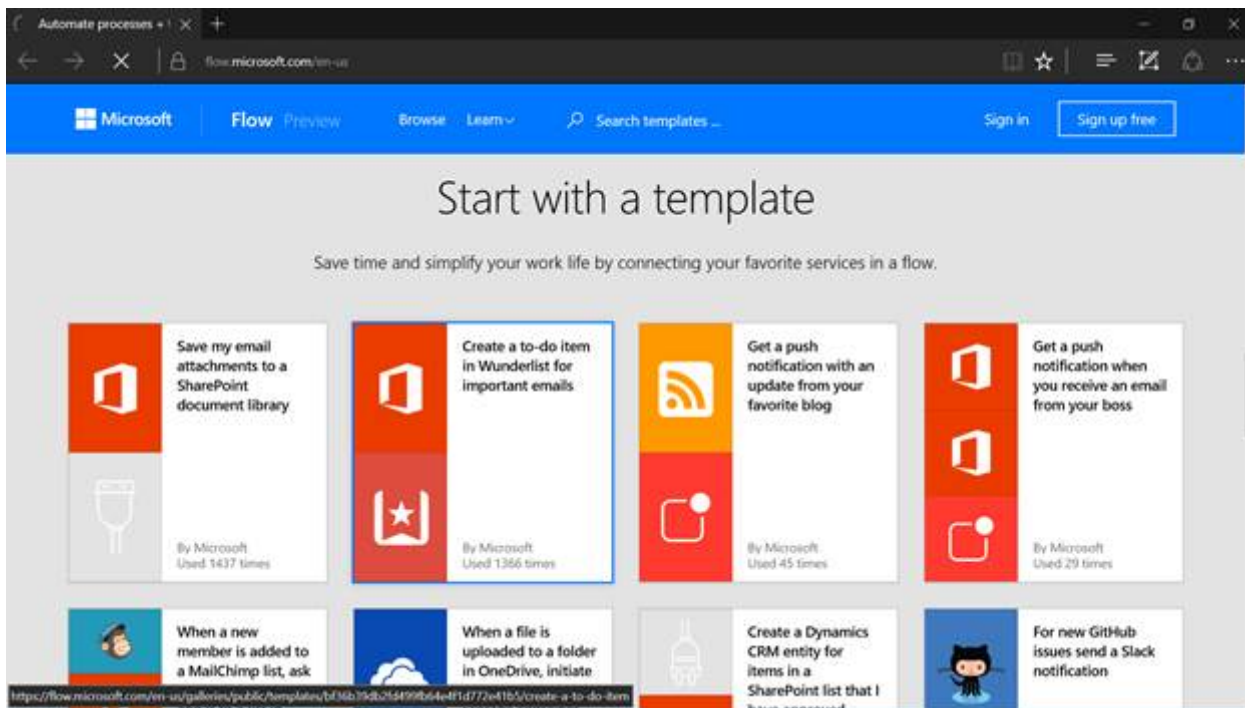 Automate processes +
flow.microsoft.com/en-us
Microsoft
Flow Preview
Browse
Learn
Search templates ...
Sign in
Sign up free
Start with a template
Save time and simplify your work life by connecting your favorite services in a flow.
Save my email
attachments to a
SharePoint
document library
By Microsoft
Used 1437 times
Create a to-do item
in Wunderlist for
important emails
By Microsoft
Used 1366 times
Get a push
notification with an
update from your
favorite blog
By Microsoft
Used 45 times
Get a push
notification when
you receive an email
from your boss
By Microsoft
Used 29 times
When a new
member is added to
a MailChimp list, ask
When a file is
uploaded to a folder
in OneDrive, initiate
Create a Dynamics
CRM entity for
items in a
SharePoint list that I
have approved
For new GitHub
issues send a Slack
notification